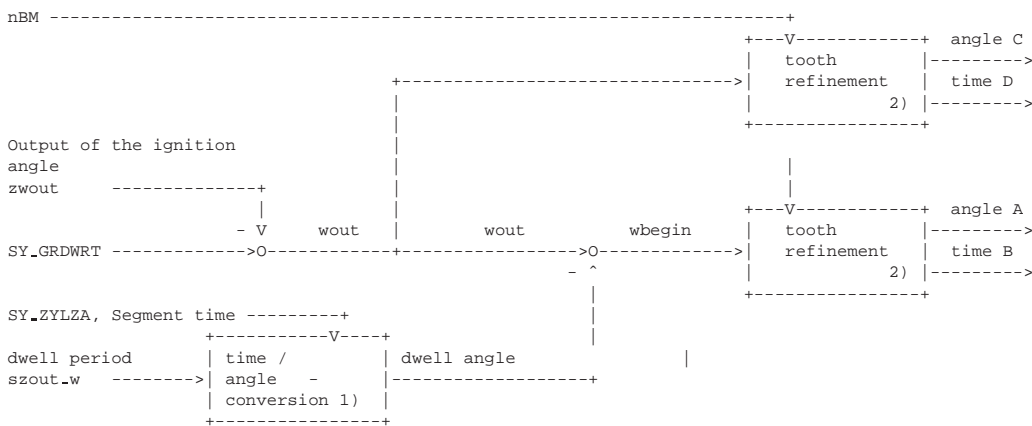 nBM ------------------------------------------------------------------+
+---V------------+ angle C
| tooth |--------->
+------------------------------>| refinement | time D
| | 2) |--------->
| +----------------+
Output of the ignition |
angle | |
zwout --------------+ | |
| | +---V------------+ angle A
- V wout | wout wbegin | tooth |--------->
SY_GRDWRT ------------->O------------+----------------->O------------->| refinement | time B
- ^ | 2) |--------->
| +----------------+
SY_ZYLZA, Segment time ---------+ |
+-----------V----+ |
dwell period | time / | dwell angle |
szout_w -------->| angle - |-------------------+
| conversion 1) |
+----------------+